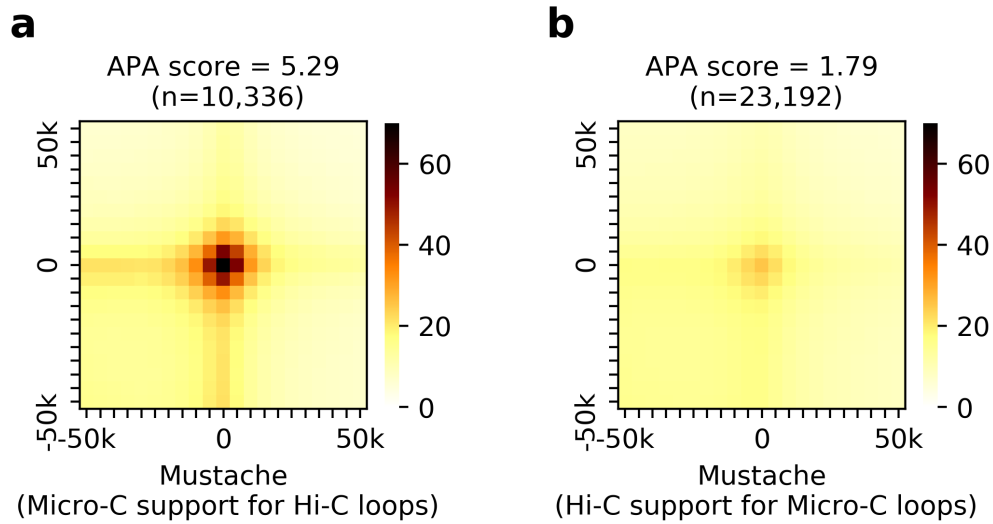 a
APA score = 5.29
(n=10,336)
50k
0
-50k
-50k 0 50k
60
40
20
0
Mustache
(Micro-C support for Hi-C loops)
b
APA score = 1.79
(n=23,192)
50k
0
-50k
-50k 0 50k
60
40
20
0
Mustache
(Hi-C support for Micro-C loops)